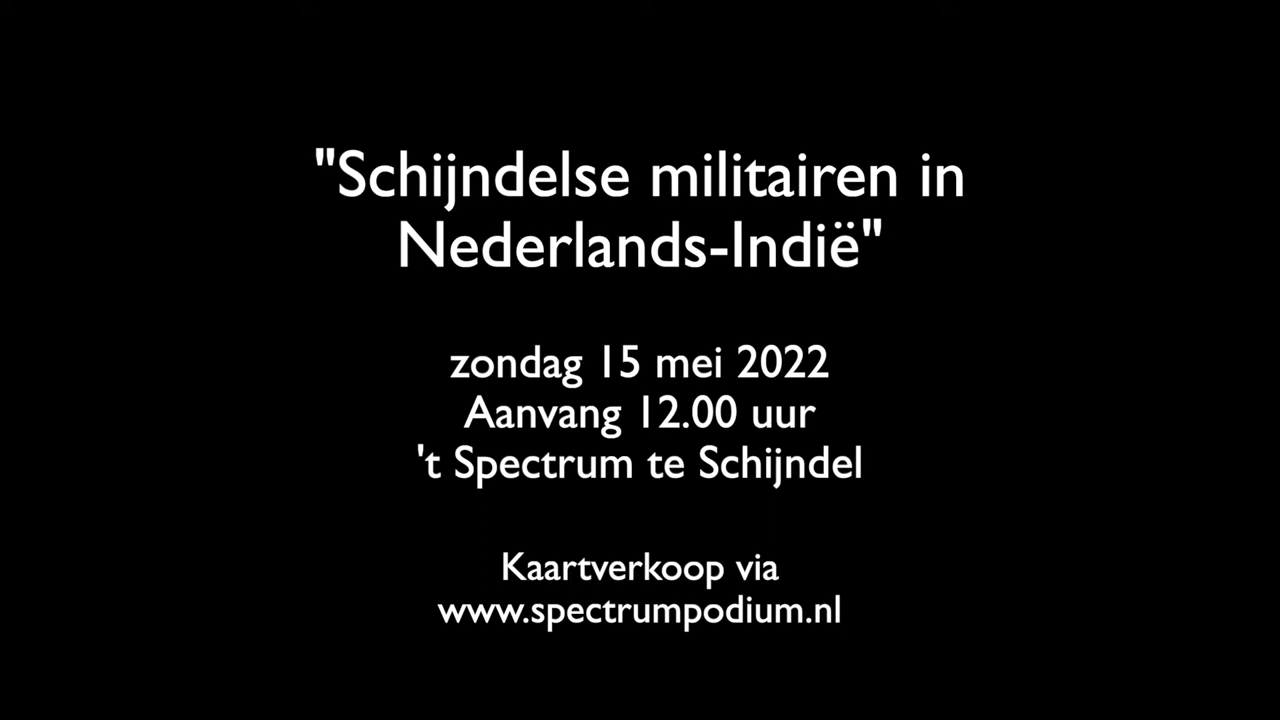 "Schijndelse militairen in
Nederlands-Indië"
zondag 15 mei 2022
Aanvang 12.00 uur
't Spectrum te Schijndel
Kaartverkoop via
www.spectrumpodium.nl